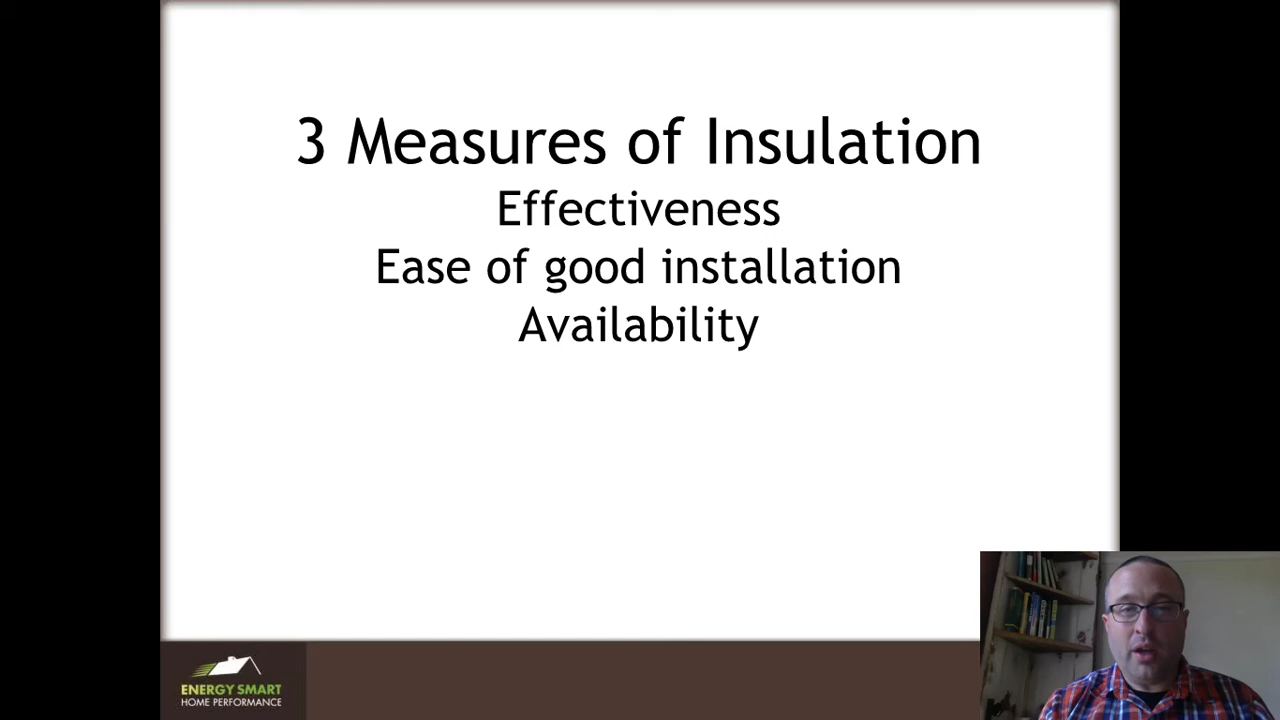 3 Measures of Insulation
Effectiveness
Ease of good installation
Availability
ENERGY SMART
HOME PERFORMANCE